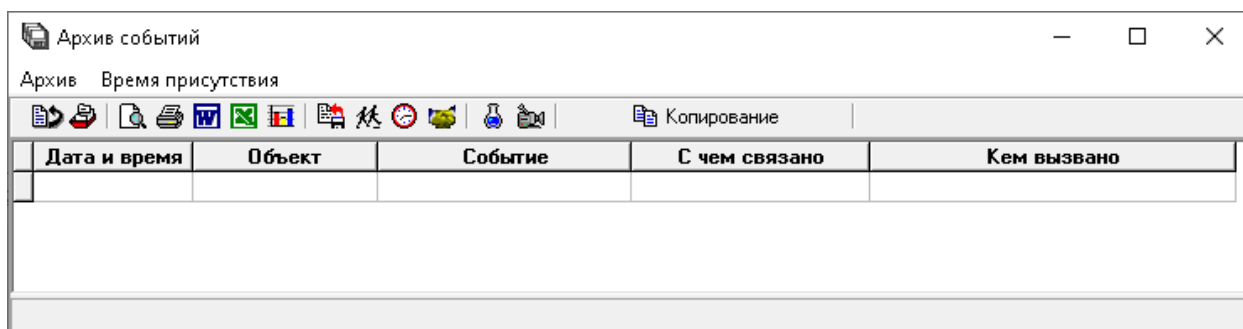 Архив событий
Архив Время присутствия
Копирование
Дата и время Объект Событие С чем связано Кем вызвано